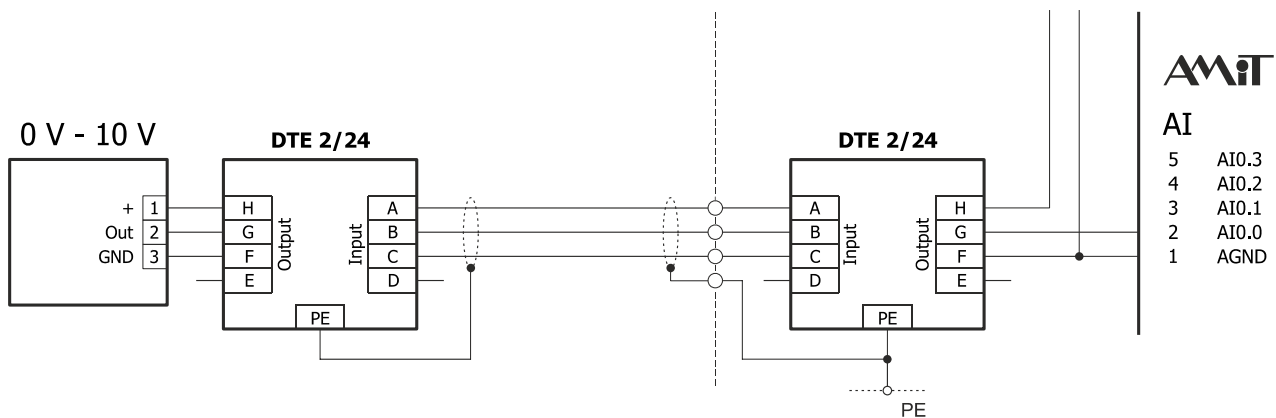 AMiT
0 V - 10 V
DTE 2/24
DTE 2/24
AI
5 AI0.3
4 AI0.2
3 AI0.1
2 AI0.0
1 AGND
+ 1
Out 2
GND 3
H
G
F
E
Output
Input
A
B
C
D
PE
A
B
C
D
Input
Output
H
G
F
E
PE
PE